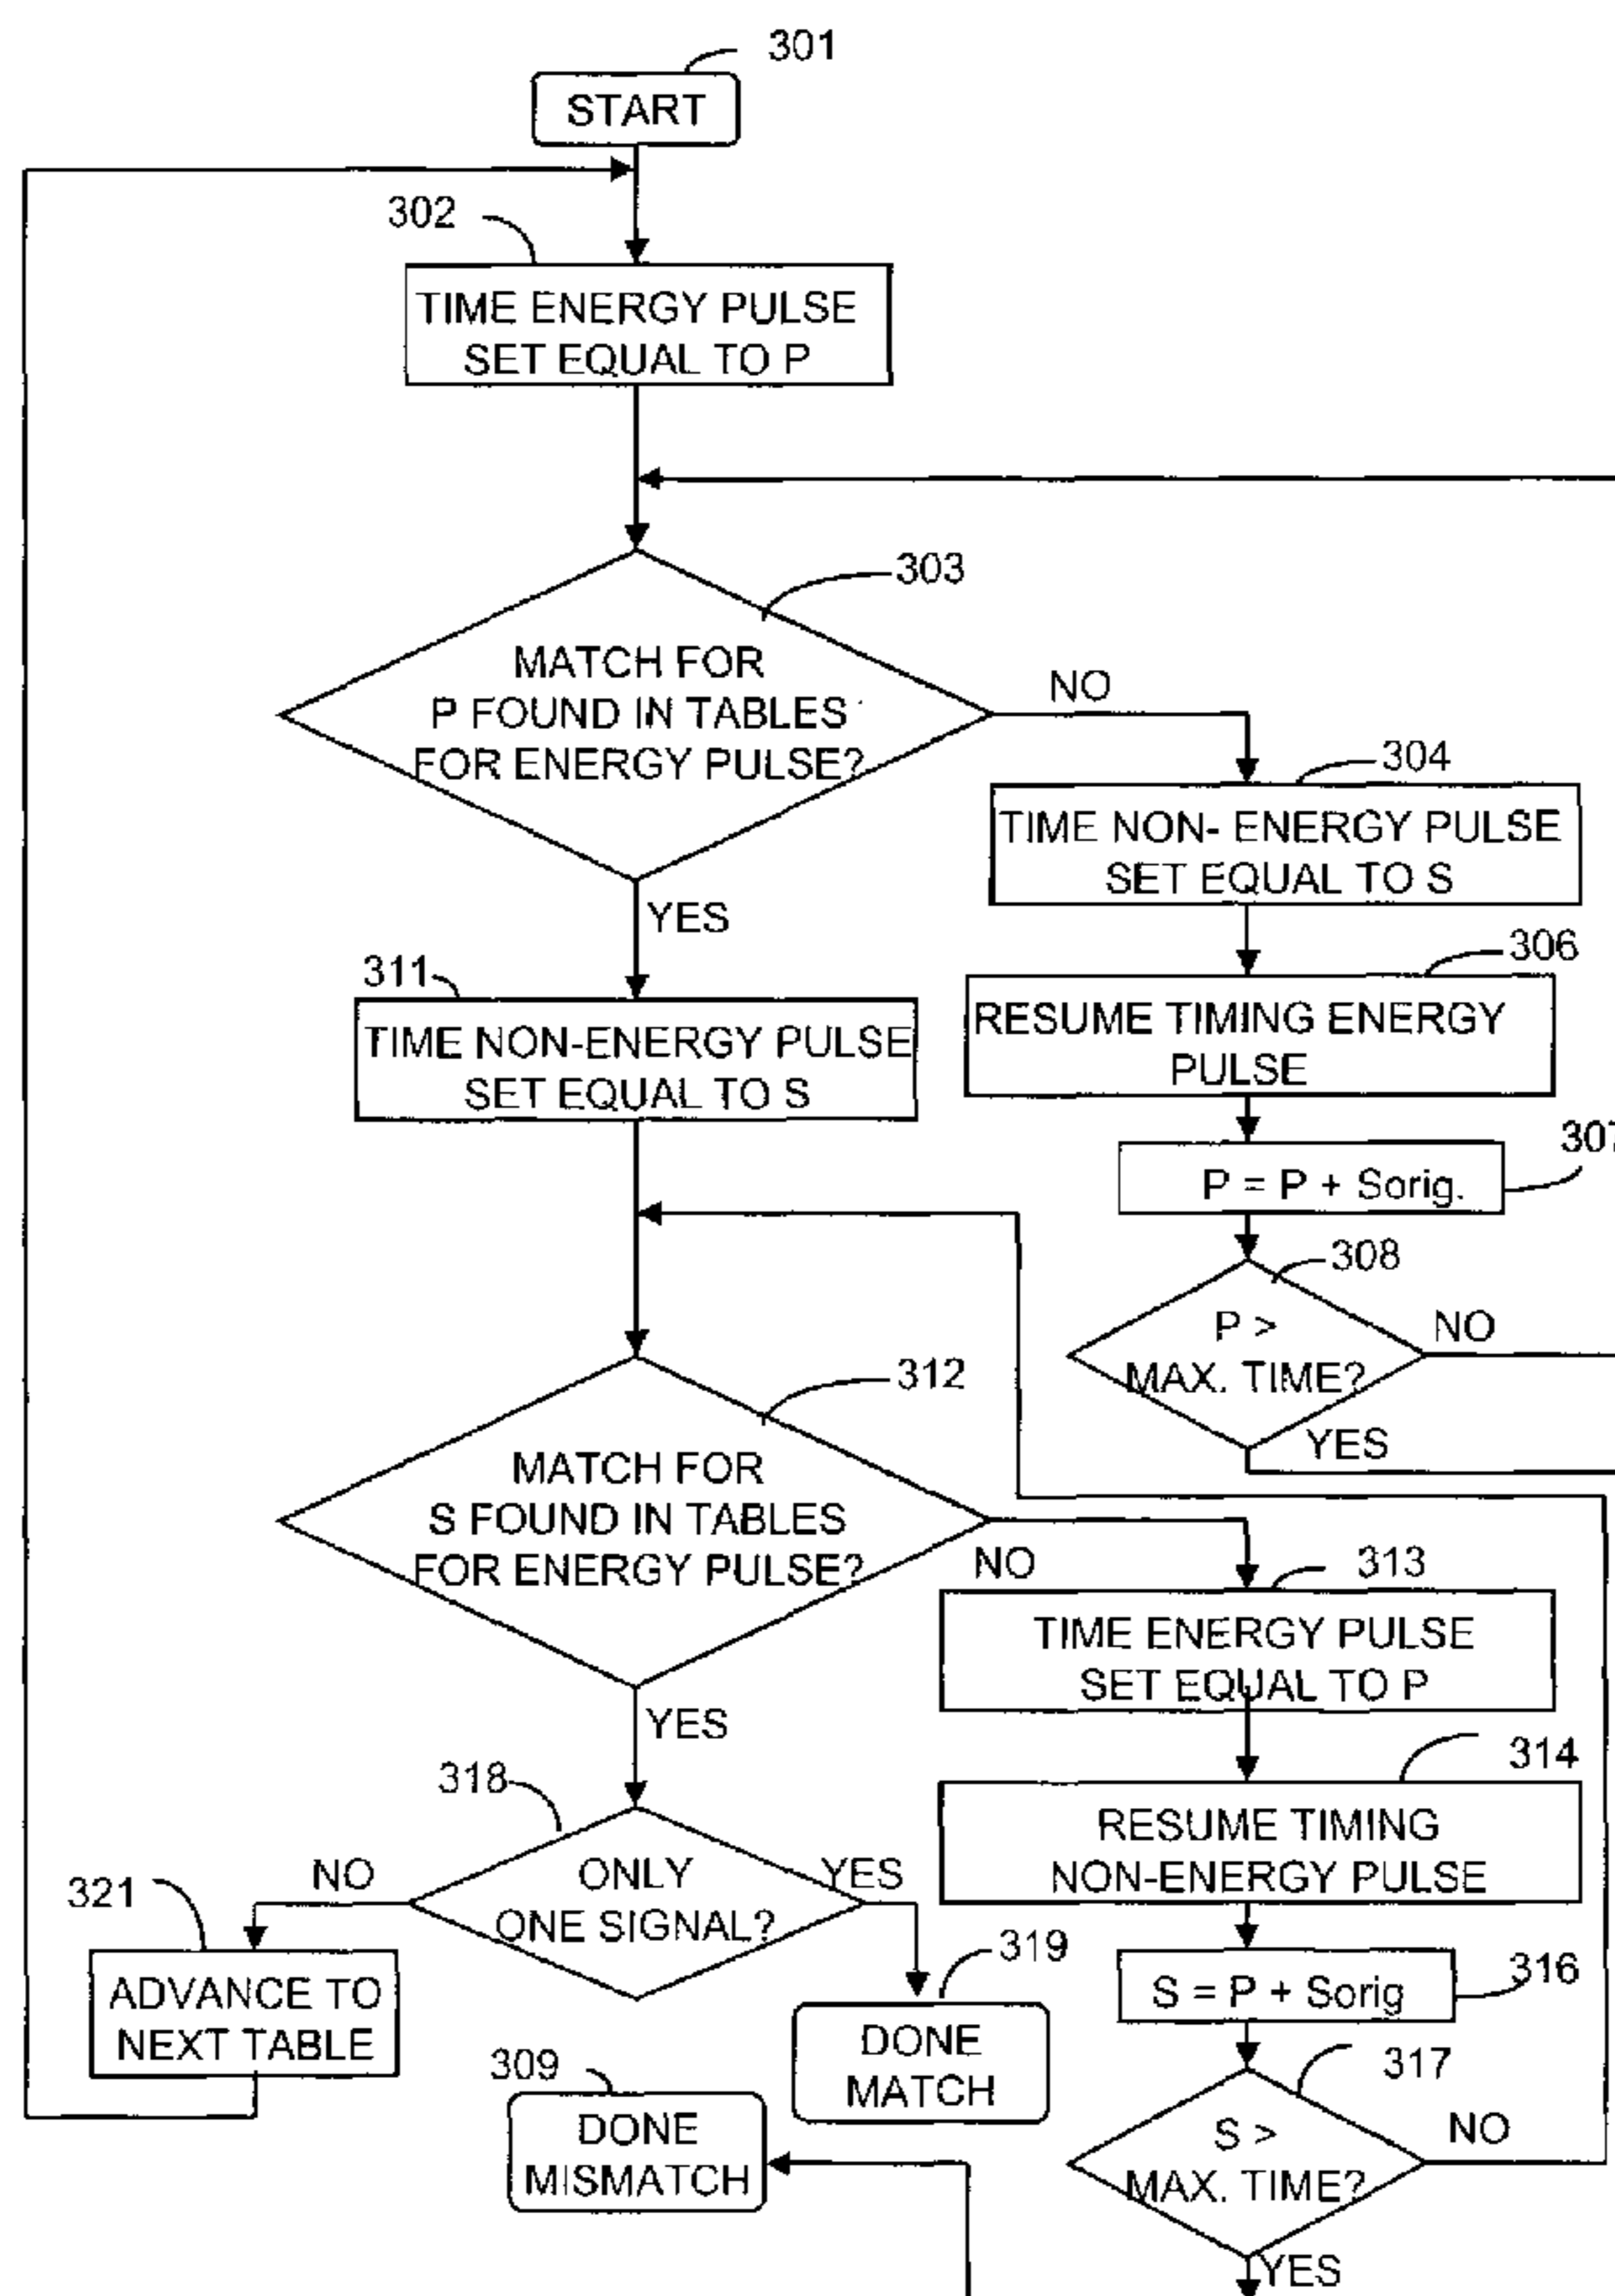 301
START
302
TIME ENERGY PULSE
SET EQUAL TO P
303
MATCH FOR
P FOUND IN TABLES
FOR ENERGY PULSE?
NO
YES
304
TIME NON- ENERGY PULSE
SET EQUAL TO S
306
RESUME TIMING ENERGY
PULSE
307
P = P + Sorig.
308
P >
MAX. TIME?
NO
YES
311
TIME NON-ENERGY PULSE
SET EQUAL TO S
312
MATCH FOR
S FOUND IN TABLES
FOR ENERGY PULSE?
NO
YES
313
TIME ENERGY PULSE
SET EQUAL TO P
314
RESUME TIMING
NON-ENERGY PULSE
316
S = P + Sorig
317
S >
MAX. TIME?
NO
YES
318
ONLY
ONE SIGNAL?
NO
YES
321
ADVANCE TO
NEXT TABLE
319
DONE
MATCH
309
DONE
MISMATCH